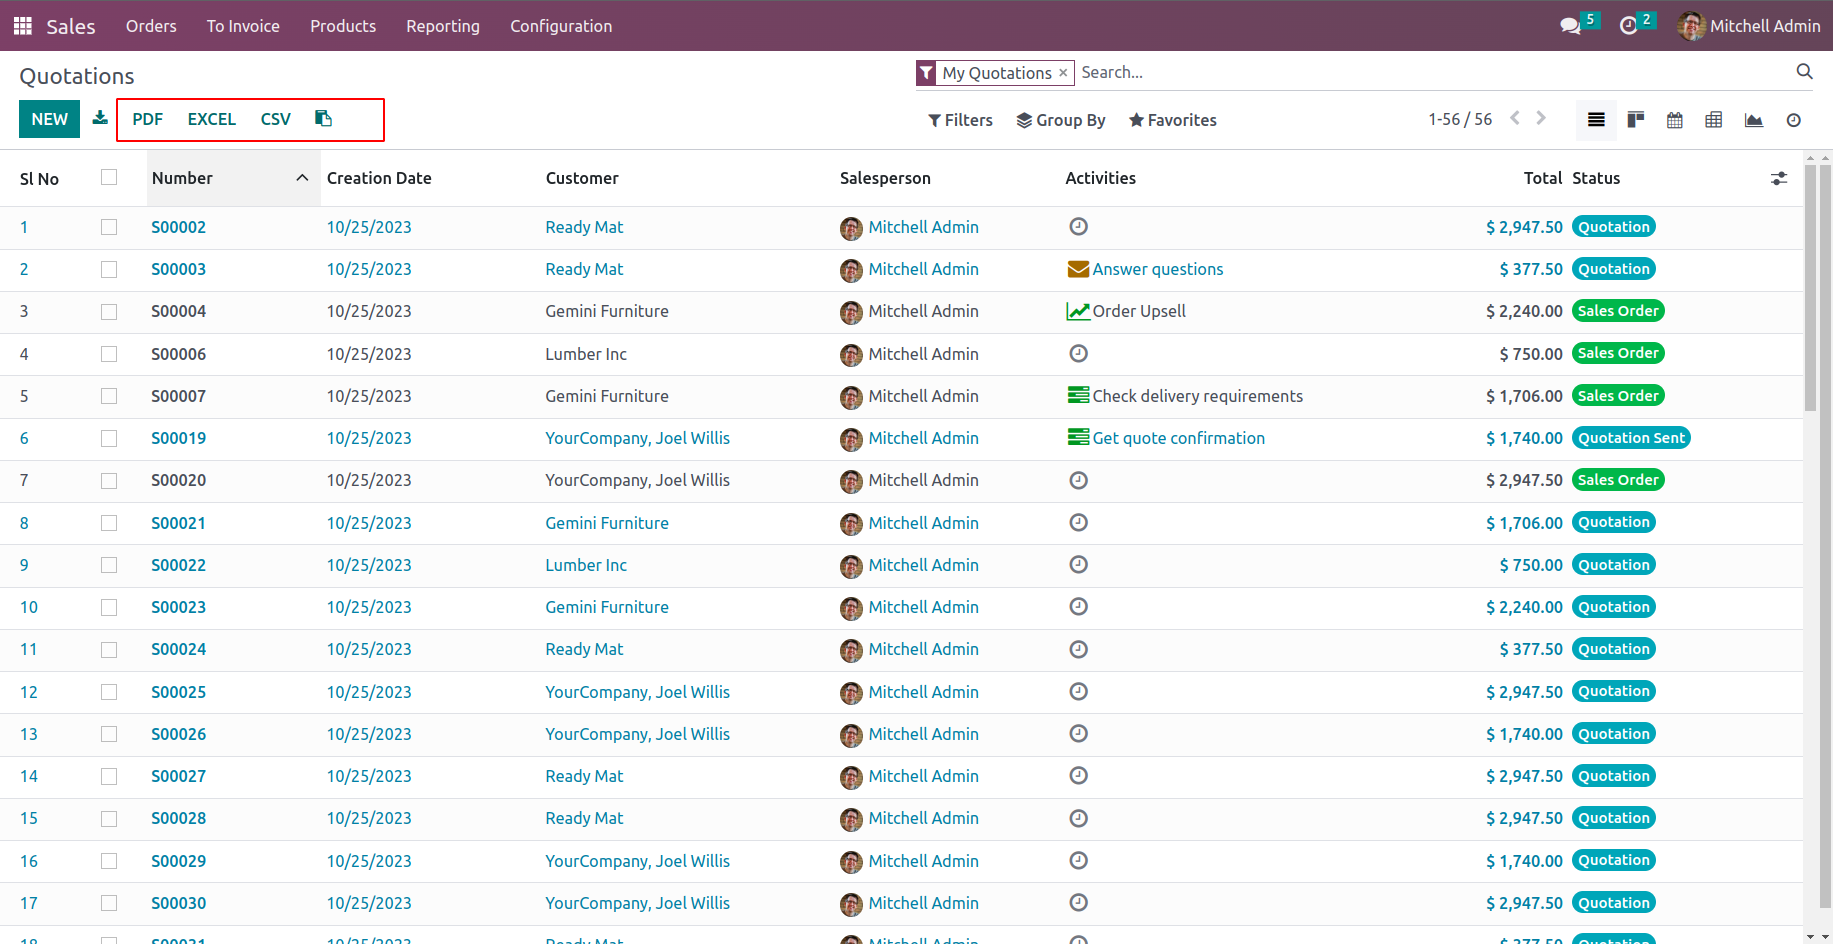 Sales Orders To Invoice Products Reporting Configuration 5 2 Mitchell Admin
Quotations My Quotations × Search...
NEW PDF EXCEL CSV Filters Group By Favorites 1-56 / 56
Sl No Number Creation Date Customer Salesperson Activities Total Status
1 S00002 10/25/2023 Ready Mat Mitchell Admin $ 2,947.50 Quotation
2 S00003 10/25/2023 Ready Mat Mitchell Admin Answer questions $ 377.50 Quotation
3 S00004 10/25/2023 Gemini Furniture Mitchell Admin Order Upsell $ 2,240.00 Sales Order
4 S00006 10/25/2023 Lumber Inc Mitchell Admin $ 750.00 Sales Order
5 S00007 10/25/2023 Gemini Furniture Mitchell Admin Check delivery requirements $ 1,706.00 Sales Order
6 S00019 10/25/2023 YourCompany, Joel Willis Mitchell Admin Get quote confirmation $ 1,740.00 Quotation Sent
7 S00020 10/25/2023 YourCompany, Joel Willis Mitchell Admin $ 2,947.50 Sales Order
8 S00021 10/25/2023 Gemini Furniture Mitchell Admin $ 1,706.00 Quotation
9 S00022 10/25/2023 Lumber Inc Mitchell Admin $ 750.00 Quotation
10 S00023 10/25/2023 Gemini Furniture Mitchell Admin $ 2,240.00 Quotation
11 S00024 10/25/2023 Ready Mat Mitchell Admin $ 377.50 Quotation
12 S00025 10/25/2023 YourCompany, Joel Willis Mitchell Admin $ 2,947.50 Quotation
13 S00026 10/25/2023 YourCompany, Joel Willis Mitchell Admin $ 1,740.00 Quotation
14 S00027 10/25/2023 Ready Mat Mitchell Admin $ 2,947.50 Quotation
15 S00028 10/25/2023 Ready Mat Mitchell Admin $ 2,947.50 Quotation
16 S00029 10/25/2023 YourCompany, Joel Willis Mitchell Admin $ 1,740.00 Quotation
17 S00030 10/25/2023 YourCompany, Joel Willis Mitchell Admin $ 2,947.50 Quotation
18 S00031 10/25/2023 Ready Mat Mitchell Admin $ 377.50 Quotation